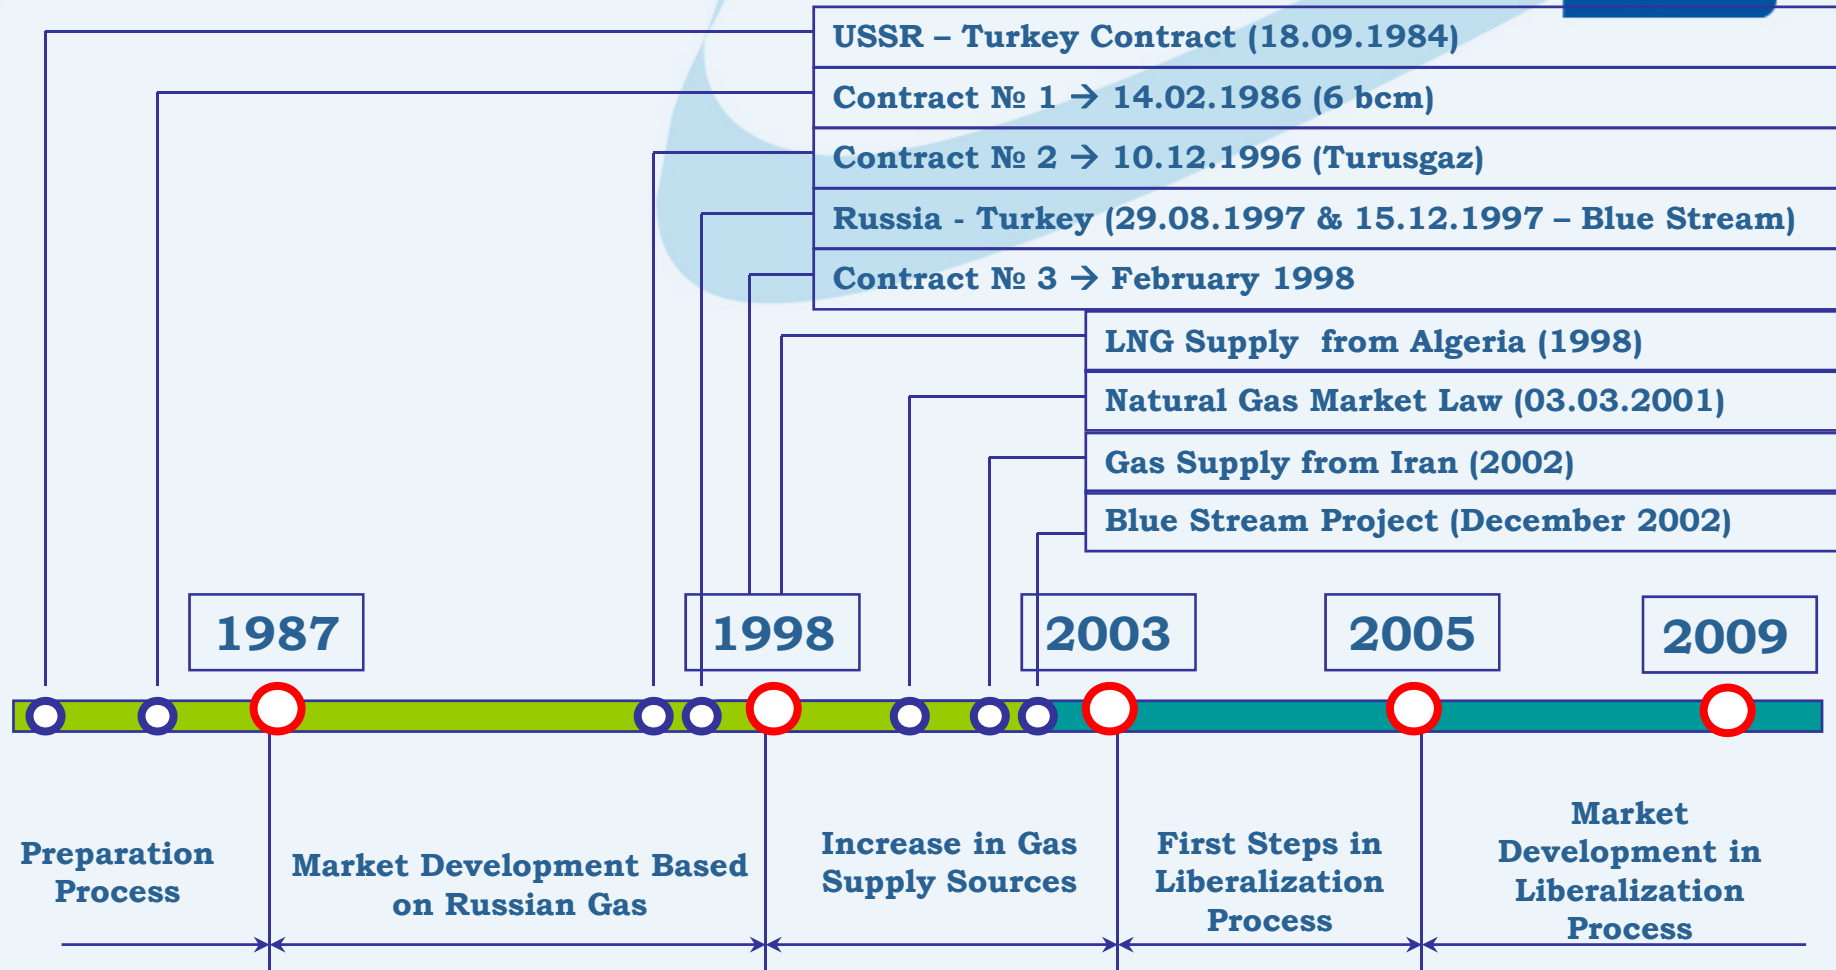 USSR – Turkey Contract (18.09.1984)
Contract № 1 → 14.02.1986 (6 bcm)
Contract № 2 → 10.12.1996 (Turusgaz)
Russia - Turkey (29.08.1997 & 15.12.1997 – Blue Stream)
Contract № 3 → February 1998
LNG Supply  from Algeria (1998)
Natural Gas Market Law (03.03.2001)
Gas Supply from Iran (2002)
Blue Stream Project (December 2002)
1987
1998
2003
2005
2009
Preparation
Process
Market Development Based
on Russian Gas
Increase in Gas
Supply Sources
First Steps in
Liberalization
Process
Market
Development in
Liberalization
Process